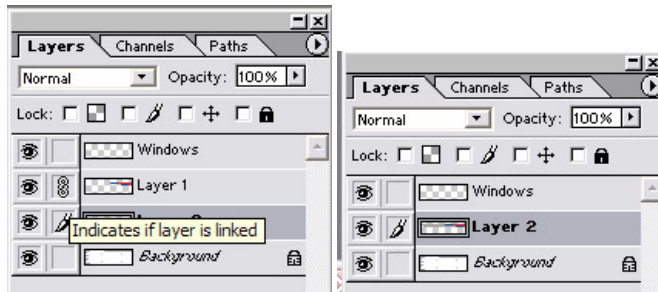 Layers Channels Paths
Normal Opacity: 100%
Lock:
Windows
Layer 1
Indicates if layer is linked
Background
Layers Channels Paths
Normal Opacity: 100%
Lock:
Windows
Layer 2
Background